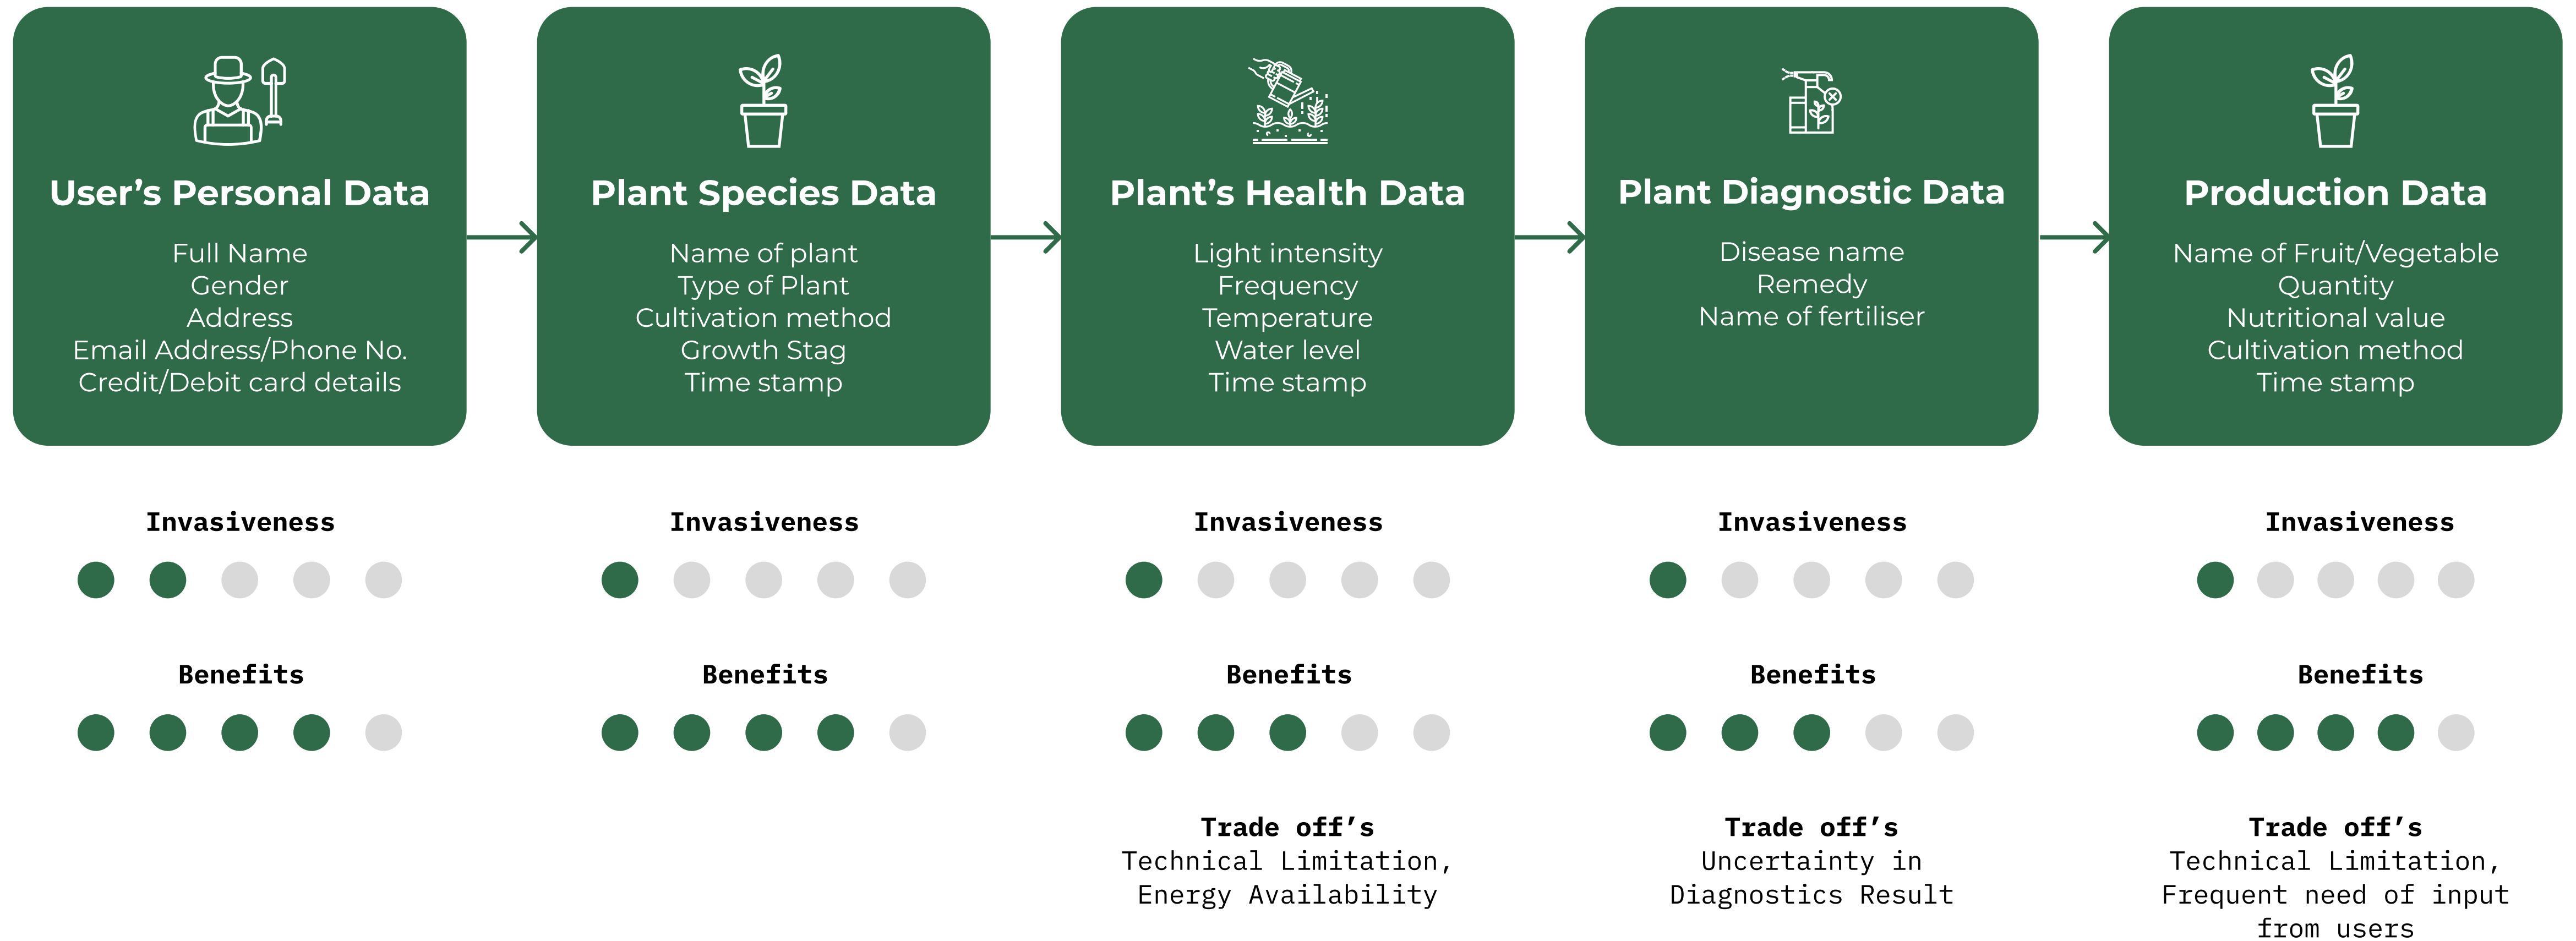 User’s Personal Data
Full Name
Gender
Address
Email Address/Phone No.
Credit/Debit card details
Invasiveness
Benefits
Plant Species Data
Name of plant
Type of Plant
Cultivation method
Growth Stag
Time stamp
Invasiveness
Benefits
Plant’s Health Data
Light intensity
Frequency
Temperature
Water level
Time stamp
Invasiveness
Benefits
Trade off’s
Technical Limitation,
Energy Availability
Plant Diagnostic Data
Disease name
Remedy
Name of fertiliser
Invasiveness
Benefits
Trade off’s
Uncertainty in
Diagnostics Result
Production Data
Name of Fruit/Vegetable
Quantity
Nutritional value
Cultivation method
Time stamp
Invasiveness
Benefits
Trade off’s
Technical Limitation,
Frequent need of input
from users